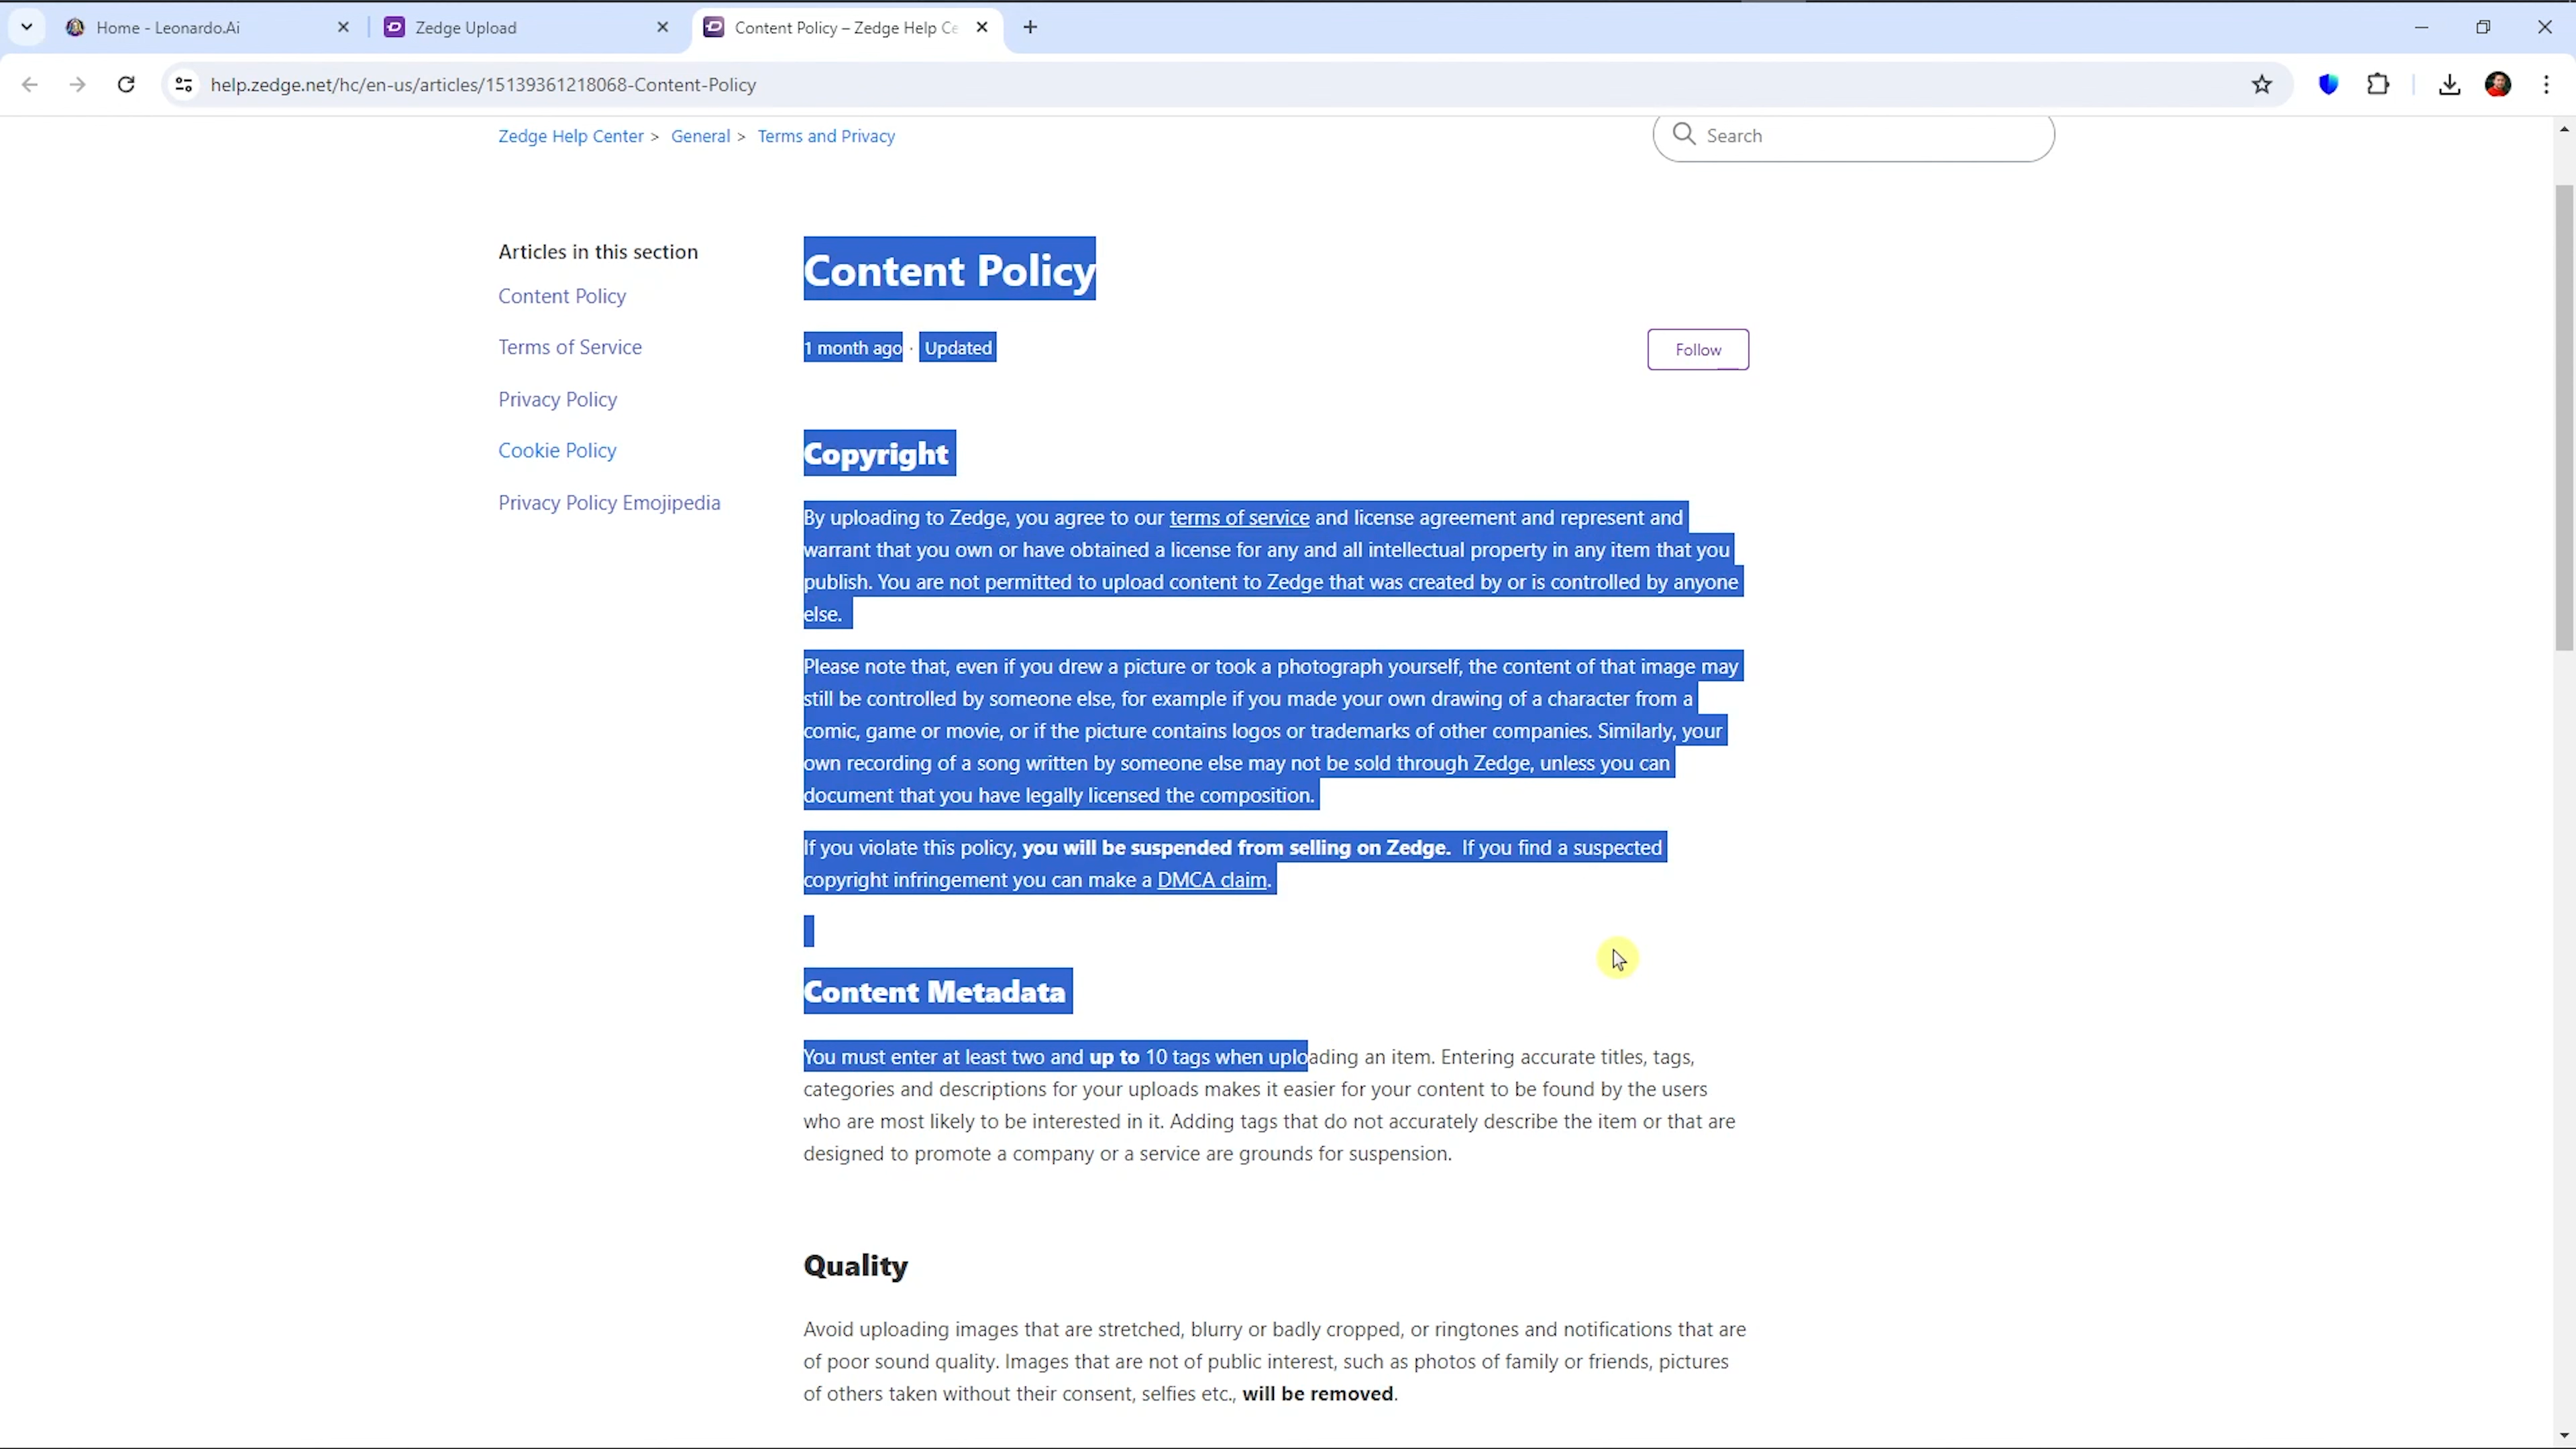 Home - Leonardo.Ai
Zedge Upload
Content Policy – Zedge Help Ce
help.zedge.net/hc/en-us/articles/15139361218068-Content-Policy
Zedge Help Center > General > Terms and Privacy
Search
Articles in this section
Content Policy
Terms of Service
Privacy Policy
Cookie Policy
Privacy Policy Emojipedia
Content Policy
1 month ago · Updated
Follow
Copyright
By uploading to Zedge, you agree to our terms of service and license agreement and represent and
warrant that you own or have obtained a license for any and all intellectual property in any item that you
publish. You are not permitted to upload content to Zedge that was created by or is controlled by anyone
else.
Please note that, even if you drew a picture or took a photograph yourself, the content of that image may
still be controlled by someone else, for example if you made your own drawing of a character from a
comic, game or movie, or if the picture contains logos or trademarks of other companies. Similarly, your
own recording of a song written by someone else may not be sold through Zedge, unless you can
document that you have legally licensed the composition.
If you violate this policy, you will be suspended from selling on Zedge. If you find a suspected
copyright infringement you can make a DMCA claim.
Content Metadata
You must enter at least two and up to 10 tags when uploading an item. Entering accurate titles, tags,
categories and descriptions for your uploads makes it easier for your content to be found by the users
who are most likely to be interested in it. Adding tags that do not accurately describe the item or that are
designed to promote a company or a service are grounds for suspension.
Quality
Avoid uploading images that are stretched, blurry or badly cropped, or ringtones and notifications that are
of poor sound quality. Images that are not of public interest, such as photos of family or friends, pictures
of others taken without their consent, selfies etc., will be removed.